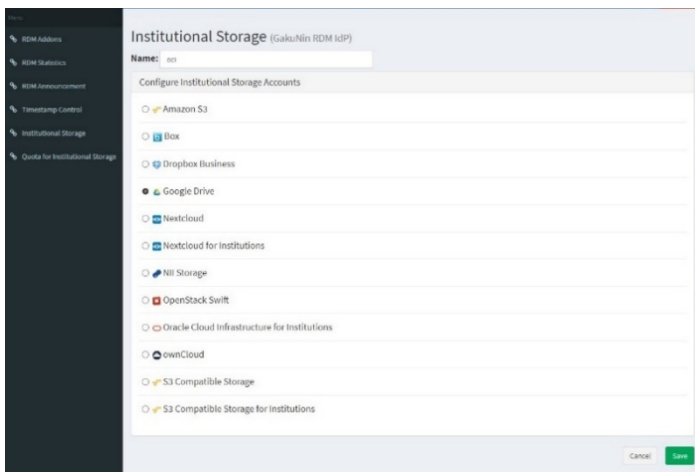 Menu
RDM Addons
RDM Statistics
RDM Announcement
Timestamp Control
Institutional Storage
Quota for Institutional Storage
Institutional Storage (GakuNin RDM IdP)
Name: oci
Configure Institutional Storage Accounts
Amazon S3
Box
Dropbox Business
Google Drive
Nextcloud
Nextcloud for Institutions
NII Storage
OpenStack Swift
Oracle Cloud Infrastructure for Institutions
ownCloud
S3 Compatible Storage
S3 Compatible Storage for Institutions
Cancel Save